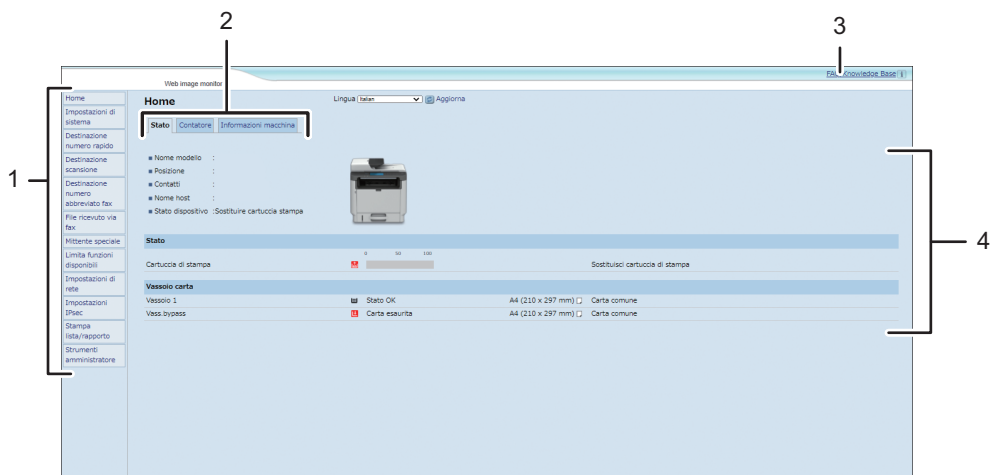 2
3
FAQ/Knowledge Base
Web image monitor
Home
Impostazioni di
sistema
Destinazione
numero rapido
Destinazione
scansione
Destinazione
numero
abbreviato fax
File ricevuto via
fax
Mittente speciale
Limita funzioni
disponibili
Impostazioni di
rete
Impostazioni
IPsec
Stampa
lista/rapporto
Strumenti
amministratore
1
Home
Lingua Italian Aggiorna
Stato Contatore Informazioni macchina
Nome modello :
Posizione :
Contatti :
Nome host :
Stato dispositivo :Sostituire cartuccia stampa
Stato
0 50 100
Cartuccia di stampa Sostituisci cartuccia di stampa
Vassoio carta
Vassoio 1 Stato OK A4 (210 x 297 mm) Carta comune
Vass.bypass Carta esaurita A4 (210 x 297 mm) Carta comune
4